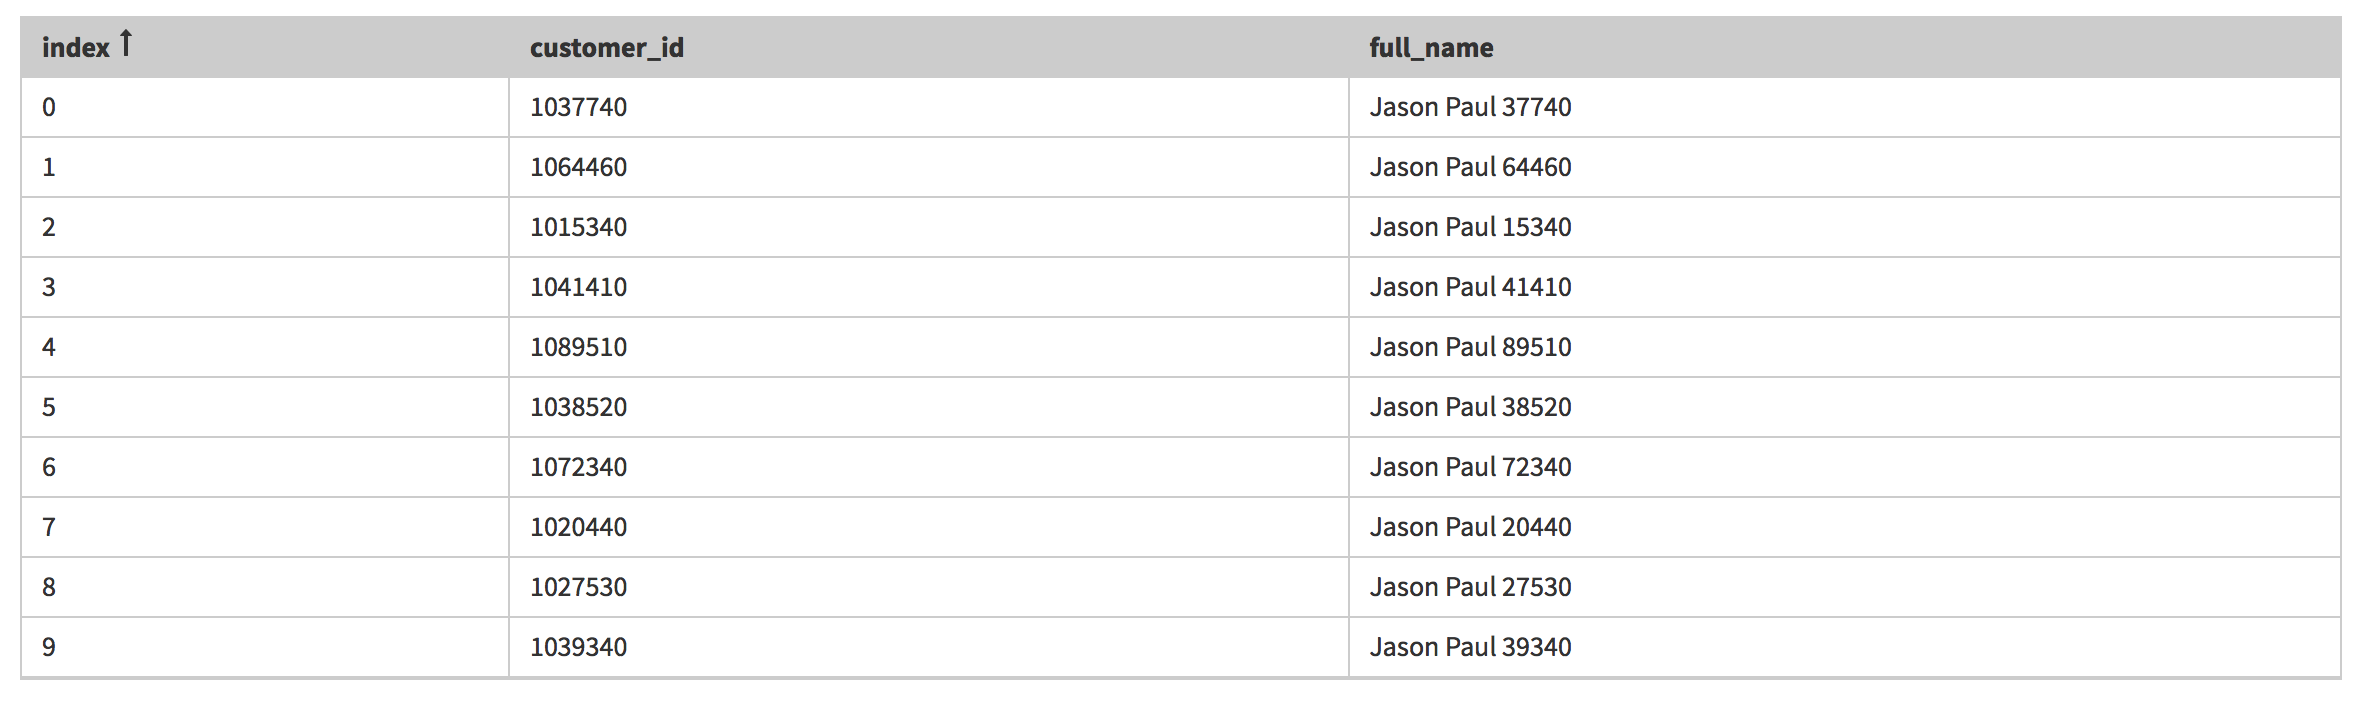 index ↑ customer_id full_name
0 1037740 Jason Paul 37740
1 1064460 Jason Paul 64460
2 1015340 Jason Paul 15340
3 1041410 Jason Paul 41410
4 1089510 Jason Paul 89510
5 1038520 Jason Paul 38520
6 1072340 Jason Paul 72340
7 1020440 Jason Paul 20440
8 1027530 Jason Paul 27530
9 1039340 Jason Paul 39340